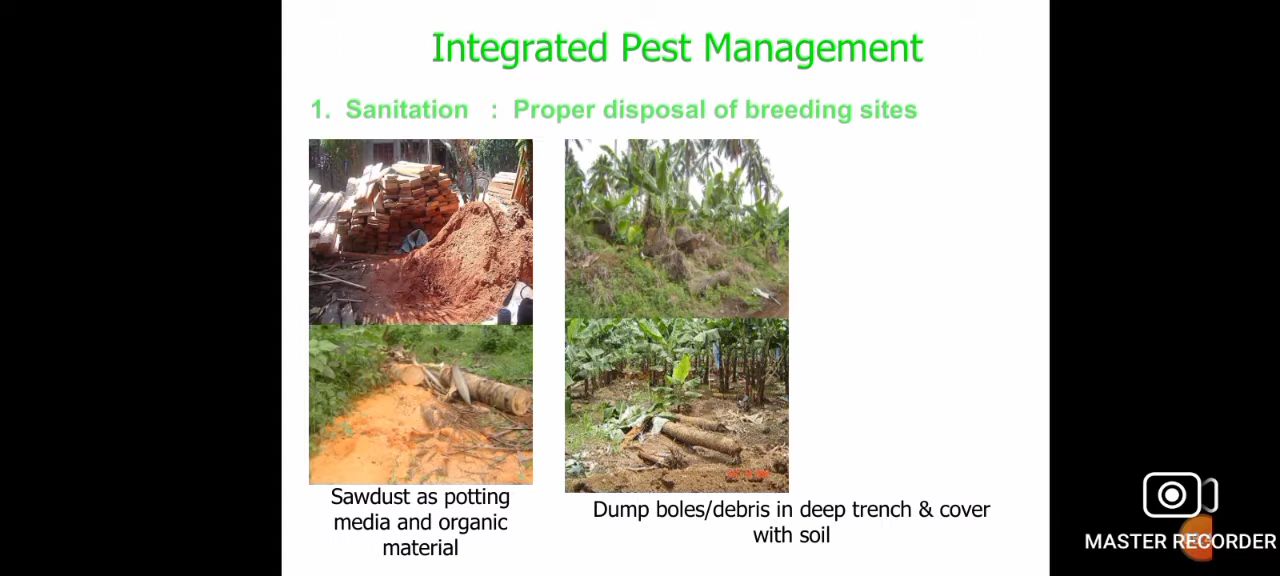 Integrated Pest Management
1. Sanitation : Proper disposal of breeding sites
Sawdust as potting
media and organic
material
Dump boles/debris in deep trench & cover
with soil
MASTER RECORDER